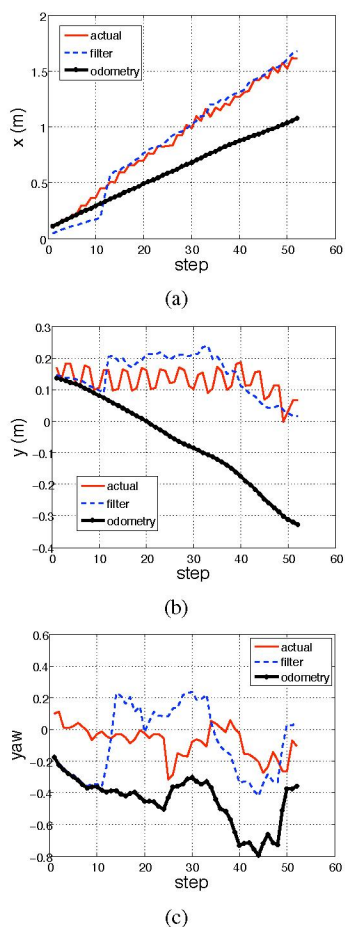 2
1.5
1
0.5
0
x (m)
actual
filter
odometry
0 10 20 30 40 50 60
step
(a)
0.3
0.2
0.1
0
−0.1
−0.2
−0.3
−0.4
y (m)
actual
filter
odometry
0 10 20 30 40 50 60
step
(b)
0.6
0.4
0.2
0
−0.2
−0.4
−0.6
−0.8
yaw
actual
filter
odometry
0 10 20 30 40 50 60
step
(c)